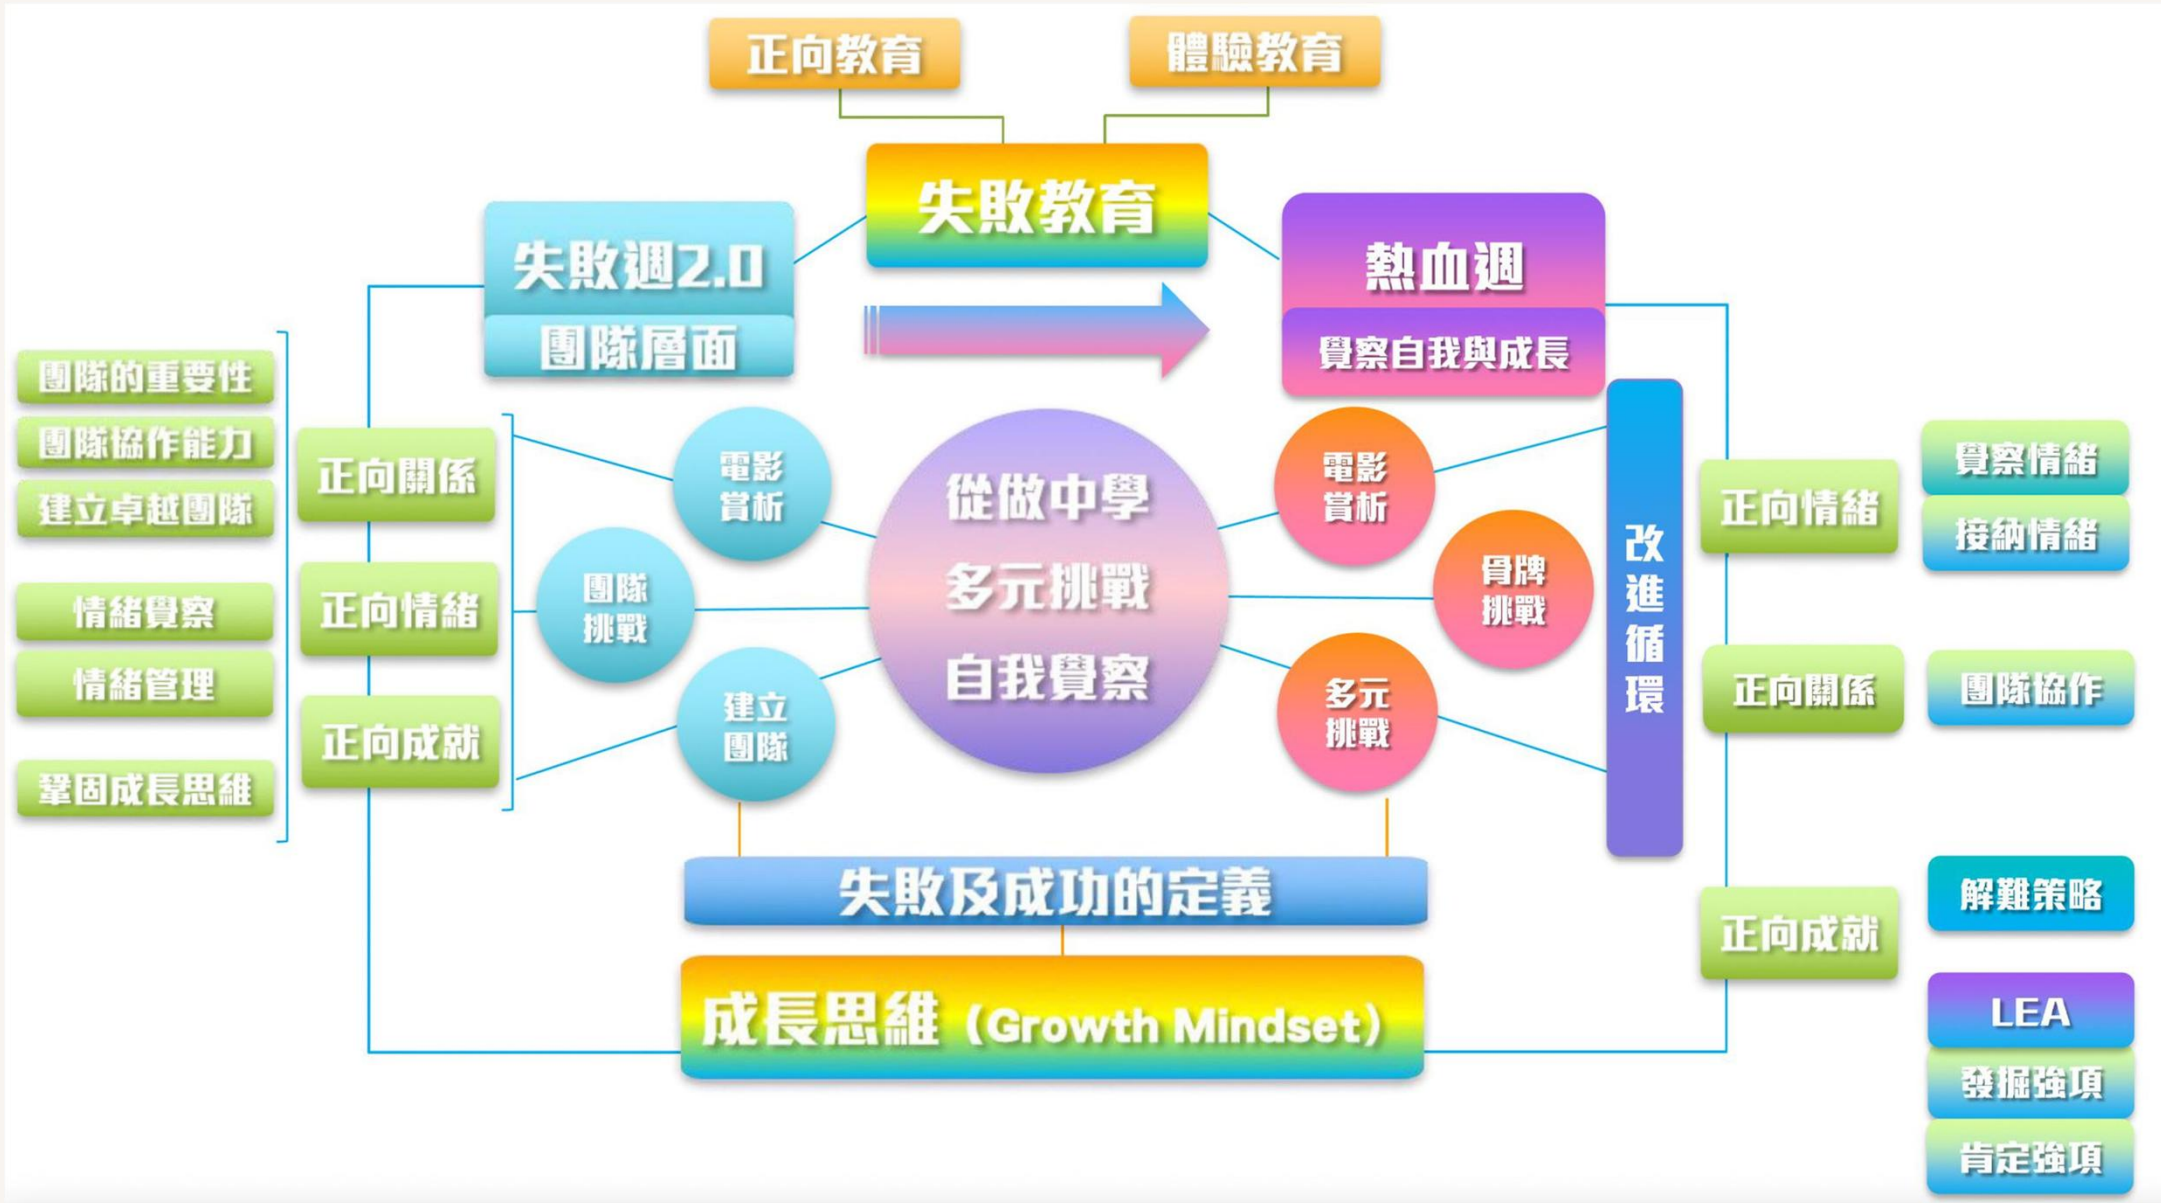 正向教育
體驗教育
失敗教育
失敗週2.0
團隊層面
熱血週
覺察自我與成長
團隊的重要性
團隊協作能力
建立卓越團隊
情緒覺察
情緒管理
鞏固成長思維
正向關係
正向情緒
正向成就
電影
賞析
團隊
挑戰
建立
團隊
從做中學
多元挑戰
自我覺察
電影
賞析
骨牌
挑戰
多元
挑戰
改進循環
正向情緒
覺察情緒
接納情緒
正向關係
團隊協作
正向成就
解難策略
LEA
發掘強項
肯定強項
失敗及成功的定義
成長思維（Growth Mindset）